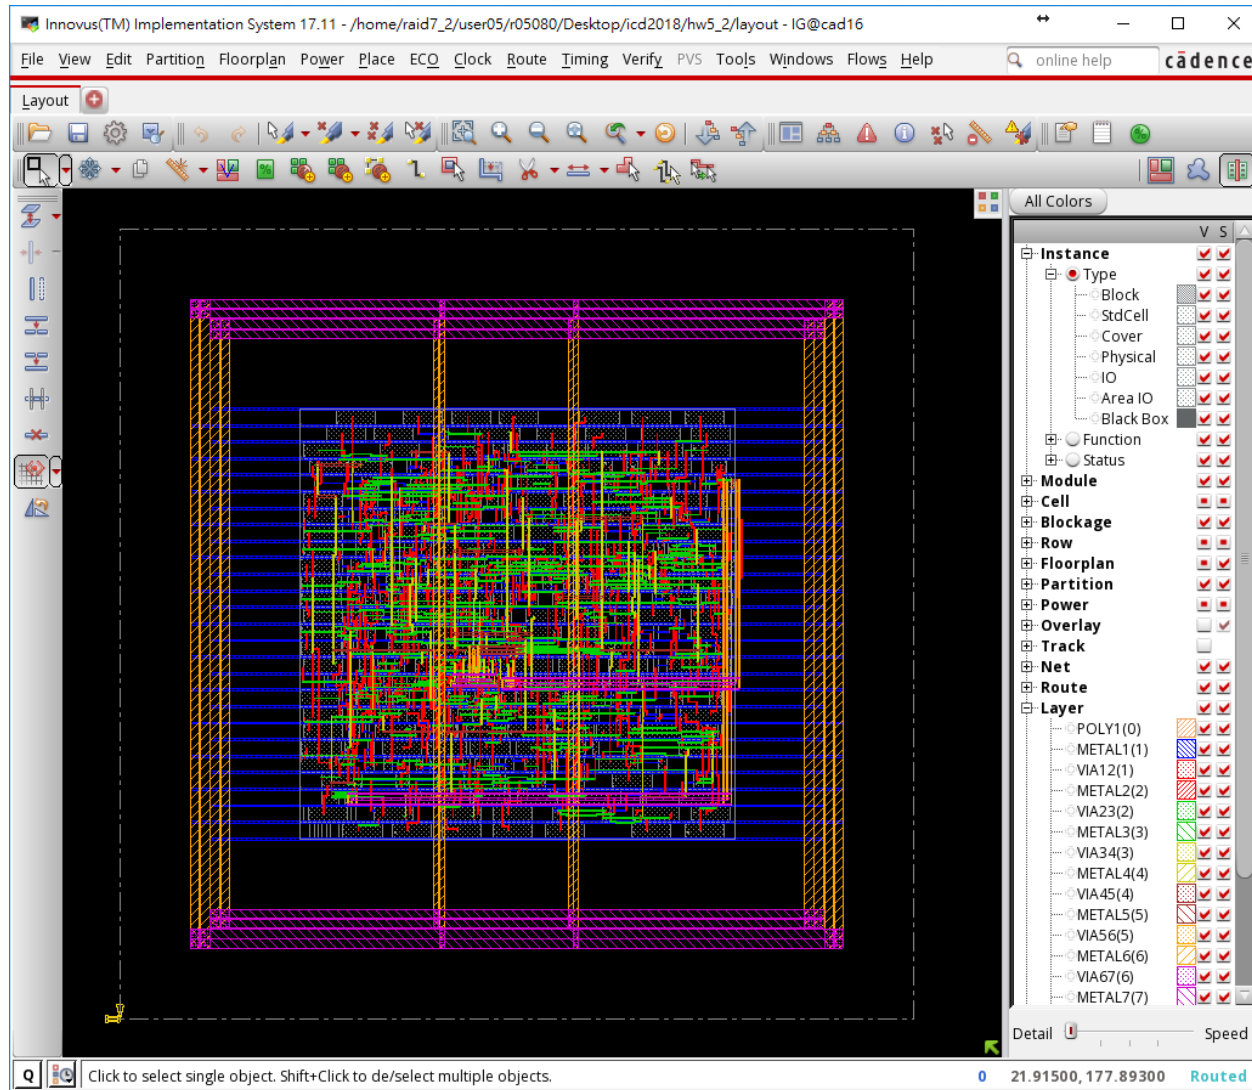 Innovus(TM) Implementation System 17.11 - /home/raid7_2/user05/r05080/Desktop/icd2018/hw5_2/layout - IG@cad16
File View Edit Partition Floorplan Power Place ECO Clock Route Timing Verify PVS Tools Windows Flows Help online help cādence
Layout
All Colors
V S
Instance
Type
Block
StdCell
Cover
Physical
IO
Area IO
Black Box
Function
Status
Module
Cell
Blockage
Row
Floorplan
Partition
Power
Overlay
Track
Net
Route
Layer
POLY1(0)
METAL1(1)
VIA12(1)
METAL2(2)
VIA23(2)
METAL3(3)
VIA34(3)
METAL4(4)
VIA45(4)
METAL5(5)
VIA56(5)
METAL6(6)
VIA67(6)
METAL7(7)
Detail Speed
Q Click to select single object. Shift+Click to de/select multiple objects. 0 21.91500, 177.89300 Routed